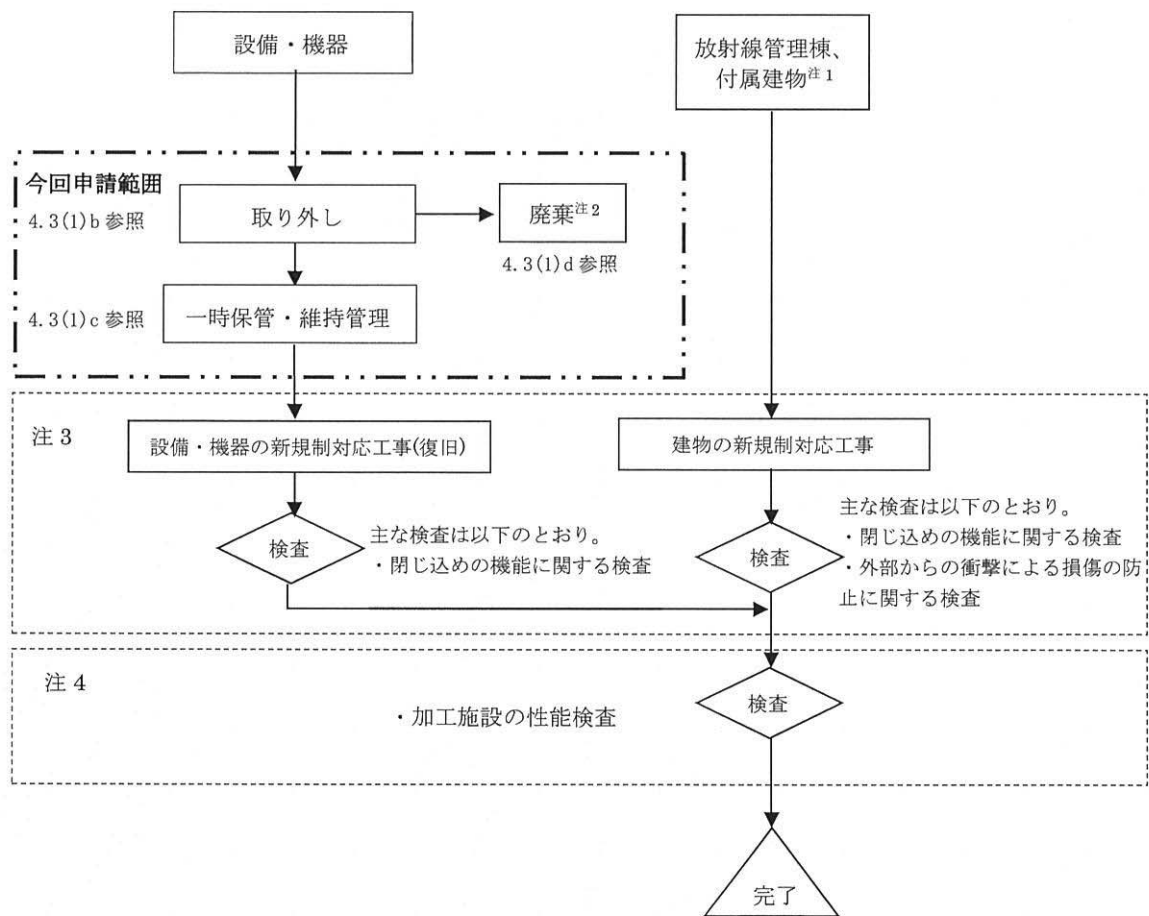 設備・機器
放射線管理棟、
付属建物注1
今回申請範囲
4.3(1)b 参照
取り外し
廃棄注2
4.3(1)d 参照
4.3(1)c 参照
一時保管・維持管理
注3
設備・機器の新規制対応工事(復旧)
建物の新規制対応工事
検査
主な検査は以下のとおり。
・閉じ込めの機能に関する検査
検査
主な検査は以下のとおり。
・閉じ込めの機能に関する検査
・外部からの衝撃による損傷の防
止に関する検査
注4
・加工施設の性能検査
検査
完了